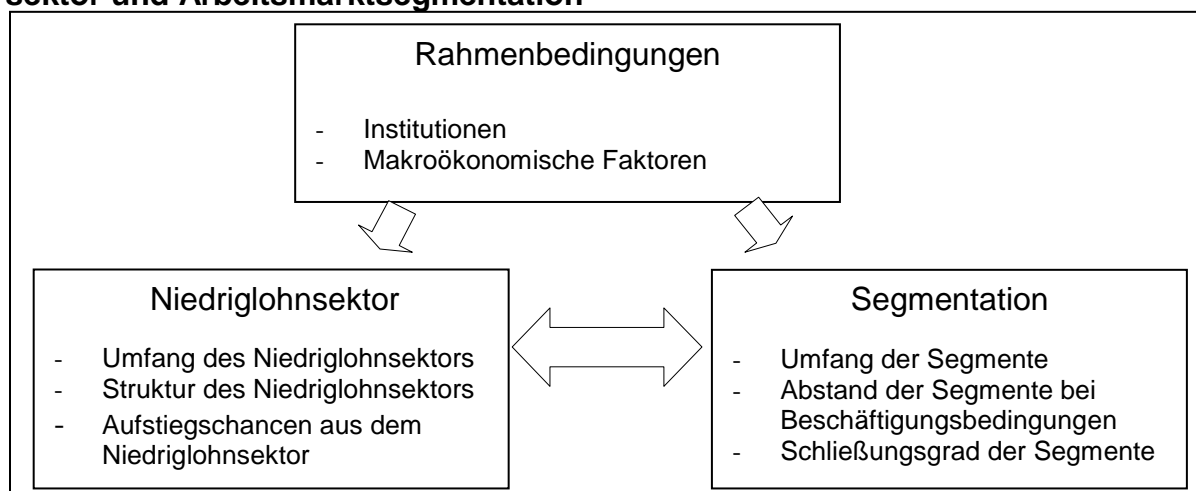 sektor und Arbeitsmarktsegmentation
Rahmenbedingungen
- Institutionen
- Makroökonomische Faktoren
Niedriglohnsektor
- Umfang des Niedriglohnsektors
- Struktur des Niedriglohnsektors
- Aufstiegschancen aus dem
Niedriglohnsektor
Segmentation
- Umfang der Segmente
- Abstand der Segmente bei
Beschäftigungsbedingungen
- Schließungsgrad der Segmente